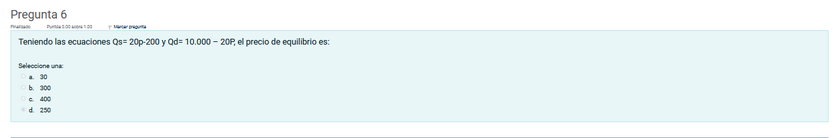 Pregunta 6
Finalizado Puntúa 0.00 sobre 1.00 Marcar pregunta
Teniendo las ecuaciones Qs= 20p-200 y Qd= 10.000 – 20P, el precio de equilibrio es:
Seleccione una:
a. 30
b. 300
c. 400
d. 250